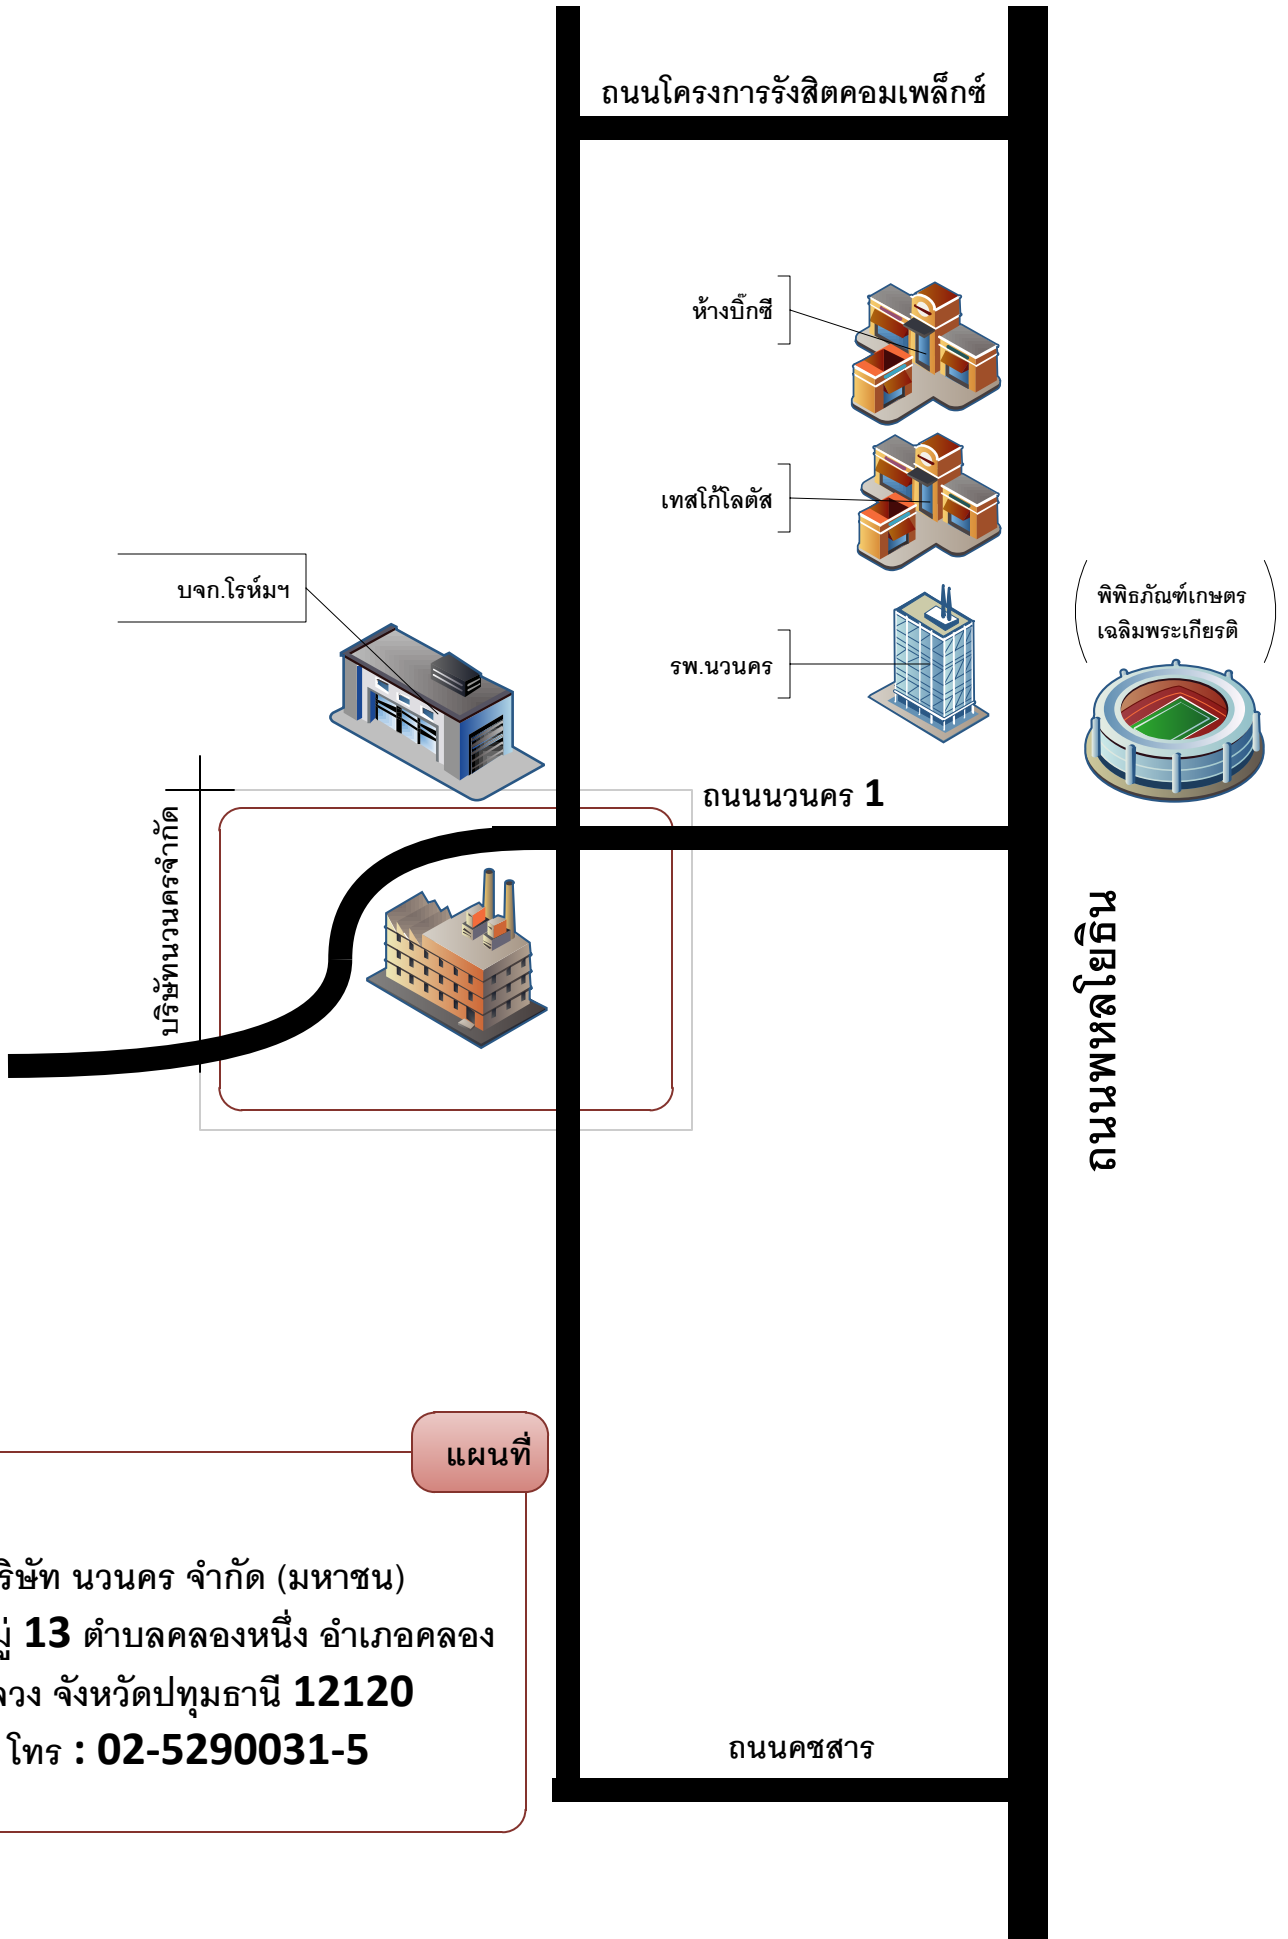 ถนนโครงการรังสิตคอมเพล็กซ์
ห้างบิ๊กซี
เทสโก้โลตัส
บจก.โรห์มฯ
พิพิธภัณฑ์เกษตร
เฉลิมพระเกียรติ
รพ.นวนคร
ถนนนวนคร 1
บริษัทนวนครจำกัด
ถนนพหลโยธิน
แผนที่
ริษัท นวนคร จำกัด (มหาชน)
มู่ 13 ตำบลคลองหนึ่ง อำเภอคลอง
ลวง จังหวัดปทุมธานี 12120
โทร : 02-5290031-5
ถนนคชสาร